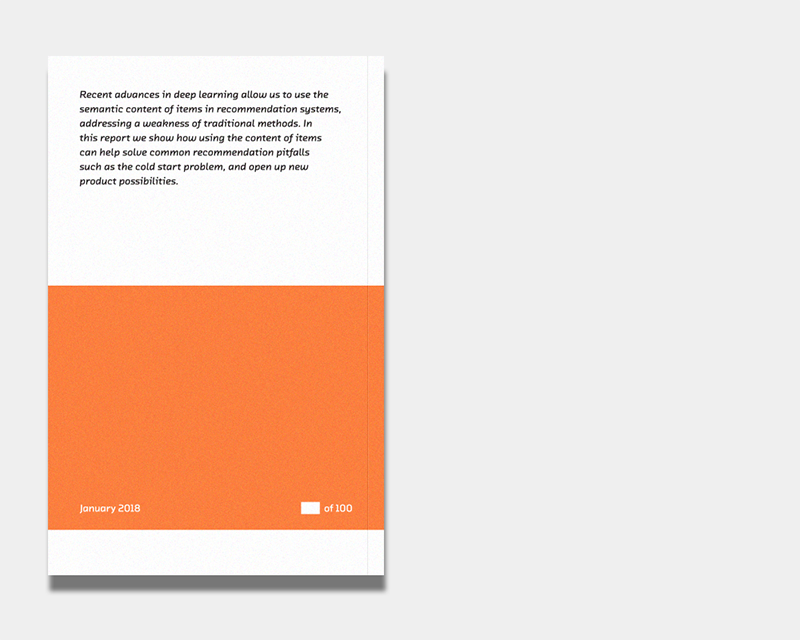 Recent advances in deep learning allow us to use the
semantic content of items in recommendation systems,
addressing a weakness of traditional methods. In
this report we show how using the content of items
can help solve common recommendation pitfalls
such as the cold start problem, and open up new
product possibilities.
January 2018
of 100